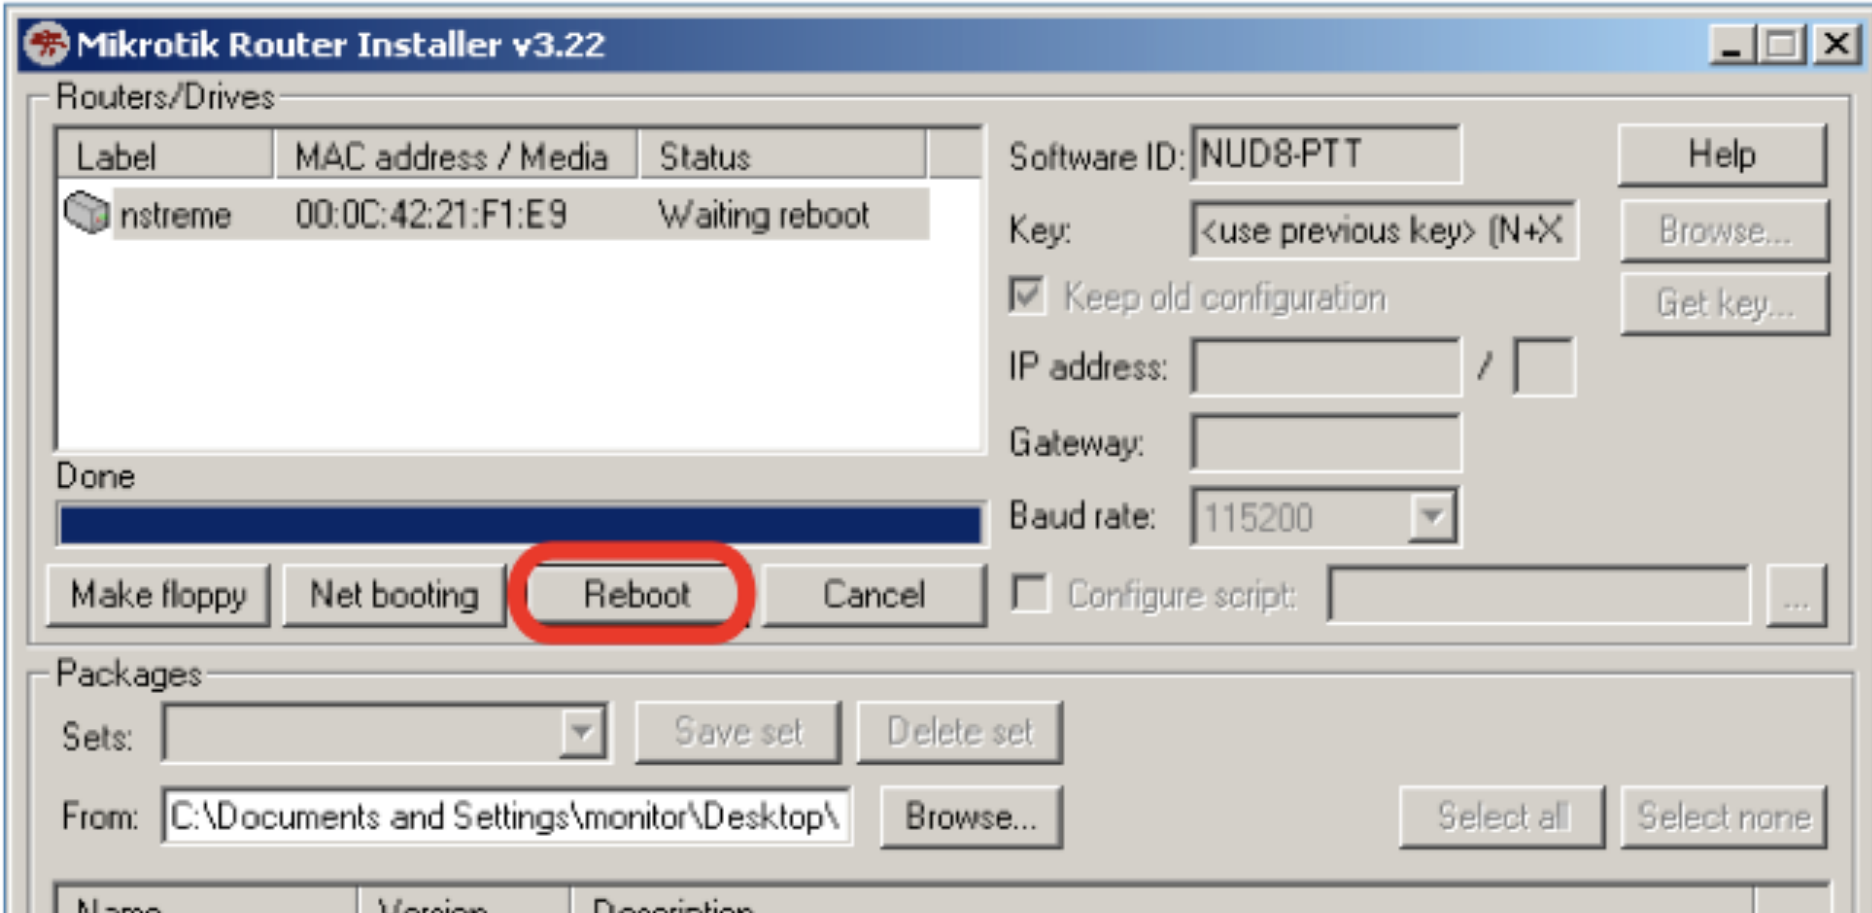 Mikrotik Router Installer v3.22
Routers/Drives
Label MAC address / Media Status
nstreme 00:0C:42:21:F1:E9 Waiting reboot
Done
Make floppy Net booting Reboot Cancel
Software ID: NUD8-PTT Help
Key: <use previous key> (N+X Browse...
Keep old configuration Get key...
IP address: /
Gateway:
Baud rate: 115200
Configure script: ...
Packages
Sets: Save set Delete set
From: C:\Documents and Settings\monitor\Desktop\ Browse... Select all Select none
Name Version Description